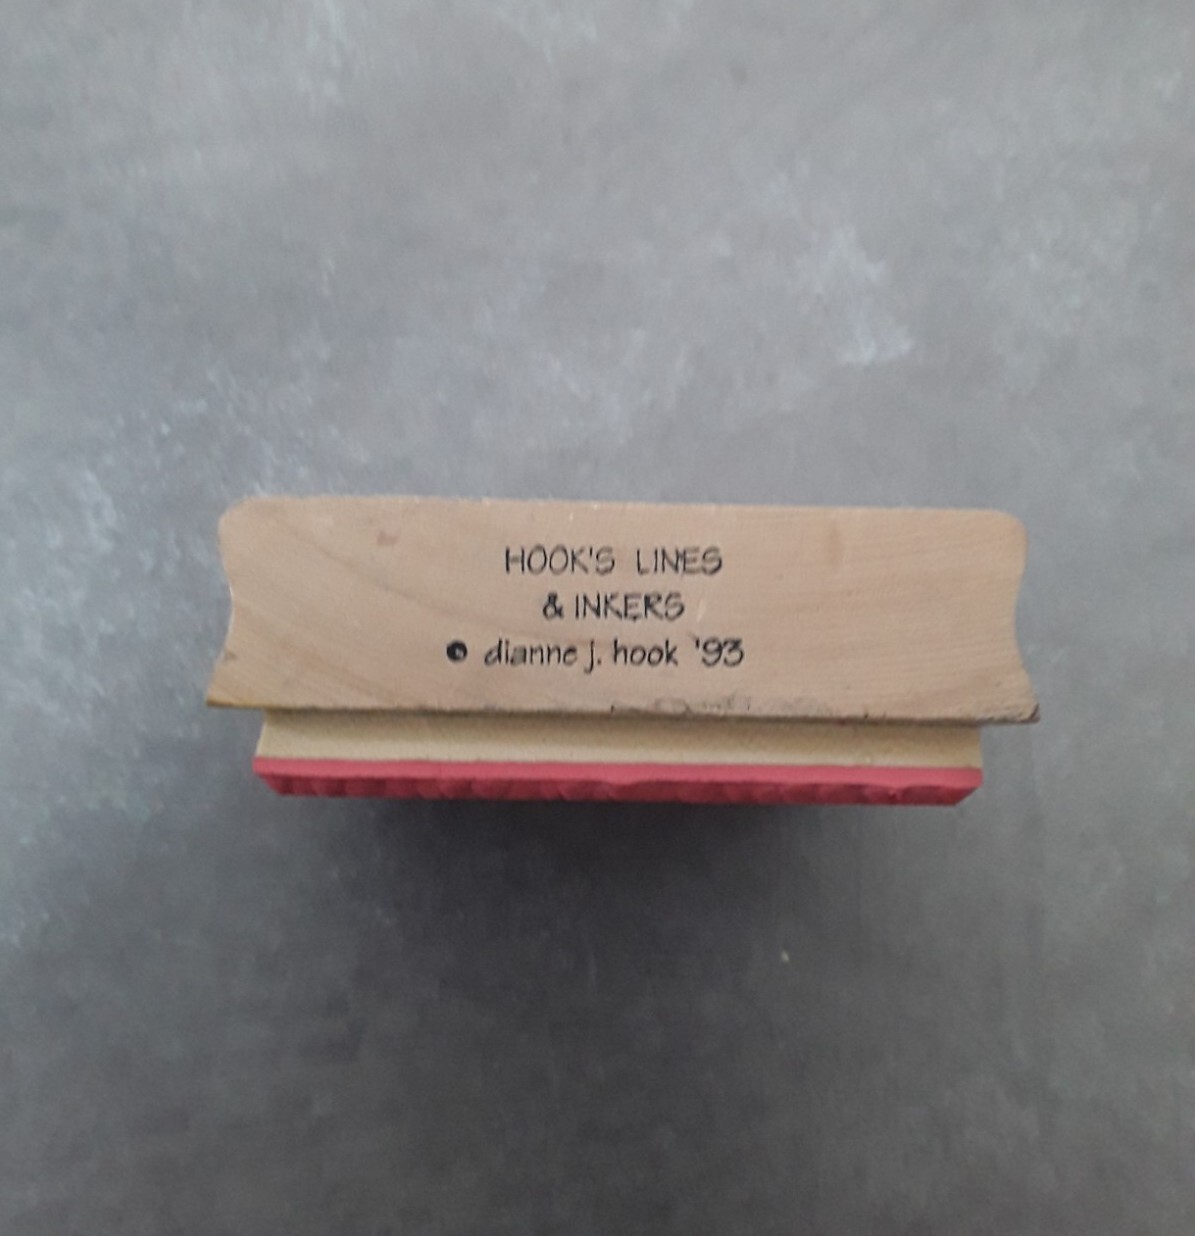 HOOK'S LINES
& INKERS
© dianne j. hook '93